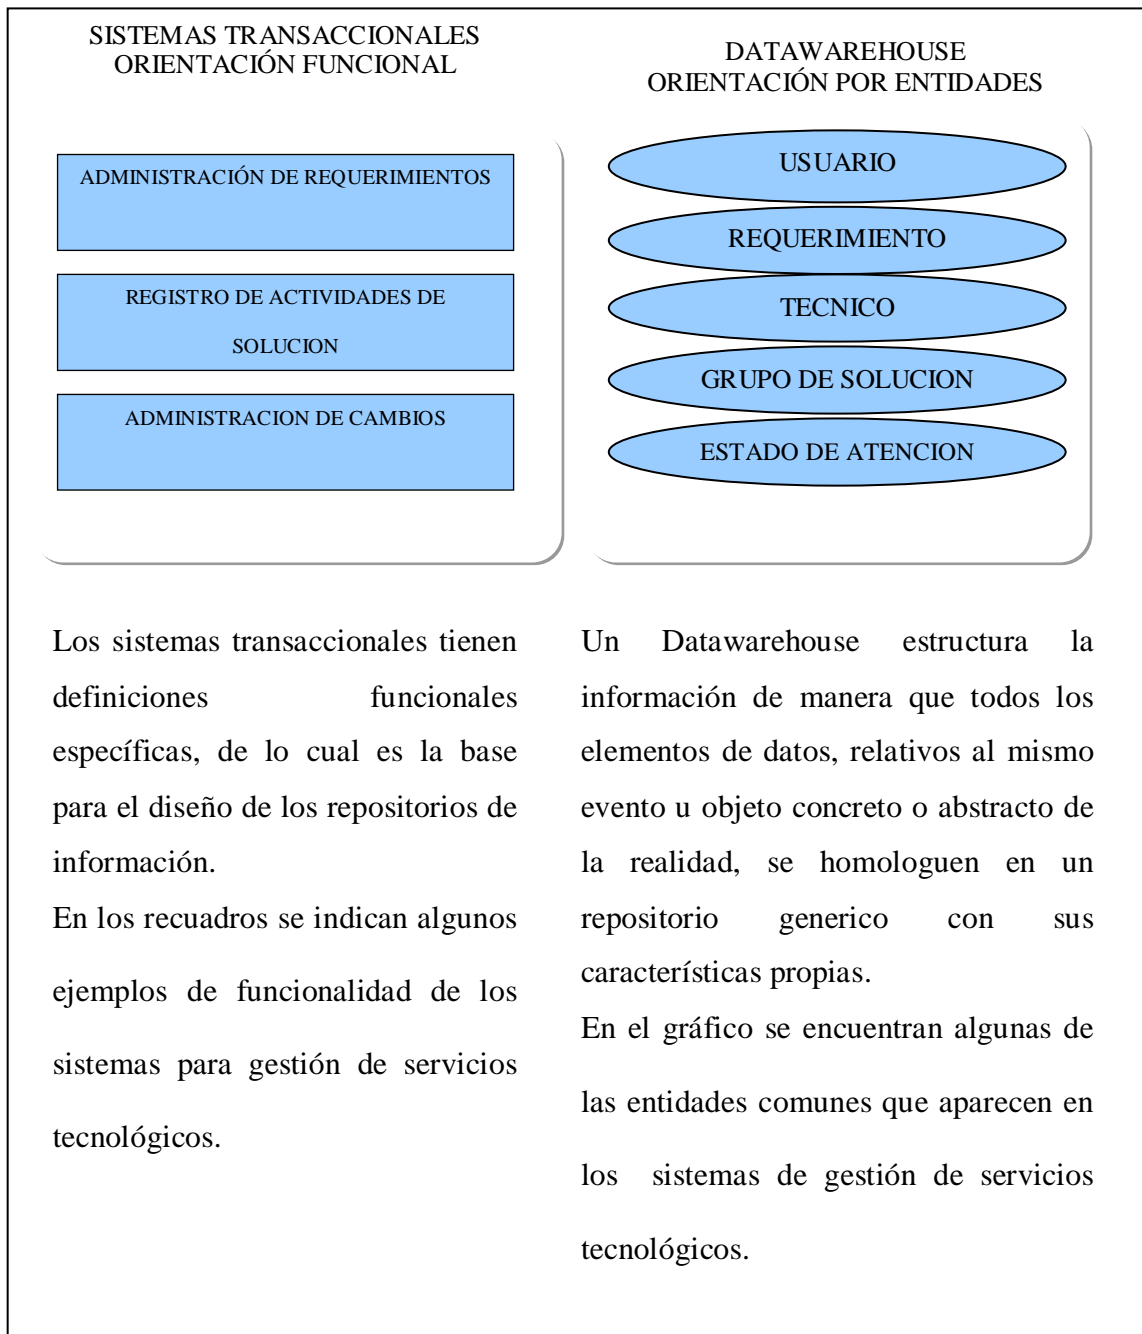 SISTEMAS TRANSACCIONALES
ORIENTACIÓN FUNCIONAL
ADMINISTRACIÓN DE REQUERIMIENTOS
REGISTRO DE ACTIVIDADES DE
SOLUCION
ADMINISTRACION DE CAMBIOS
DATAWAREHOUSE
ORIENTACIÓN POR ENTIDADES
USUARIO
REQUERIMIENTO
TECNICO
GRUPO DE SOLUCION
ESTADO DE ATENCION
Los sistemas transaccionales tienen
definiciones funcionales
específicas, de lo cual es la base
para el diseño de los repositorios de
información.
En los recuadros se indican algunos
ejemplos de funcionalidad de los
sistemas para gestión de servicios
tecnológicos.
Un Datawarehouse estructura la
información de manera que todos los
elementos de datos, relativos al mismo
evento u objeto concreto o abstracto de
la realidad, se homologuen en un
repositorio generico con sus
características propias.
En el gráfico se encuentran algunas de
las entidades comunes que aparecen en
los sistemas de gestión de servicios
tecnológicos.